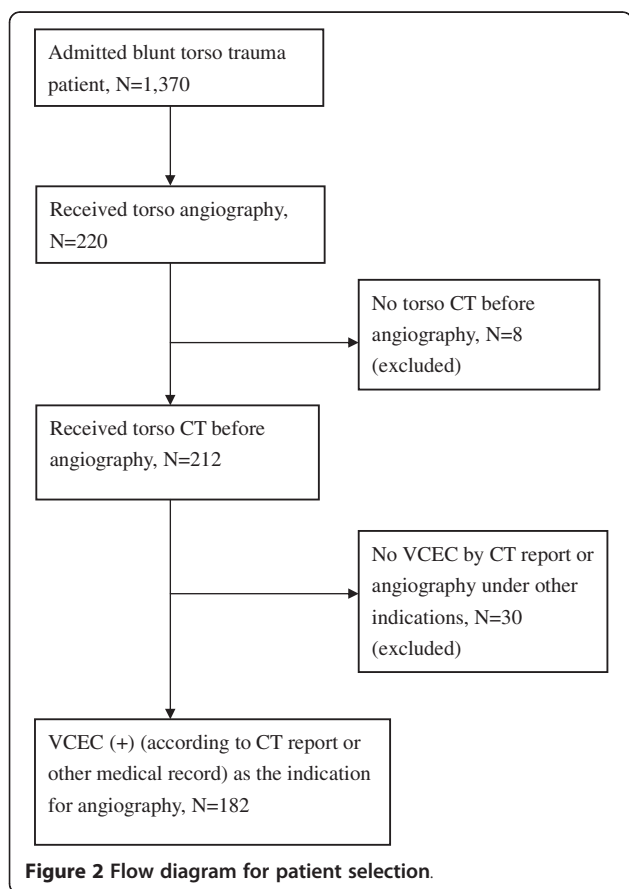 Admitted blunt torso trauma
patient, N=1,370
Received torso angiography,
N=220
No torso CT before
angiography, N=8
(excluded)
Received torso CT before
angiography, N=212
No VCEC by CT report or
angiography under other
indications, N=30
(excluded)
VCEC (+) (according to CT report or
other medical record) as the indication
for angiography, N=182
Figure 2 Flow diagram for patient selection.